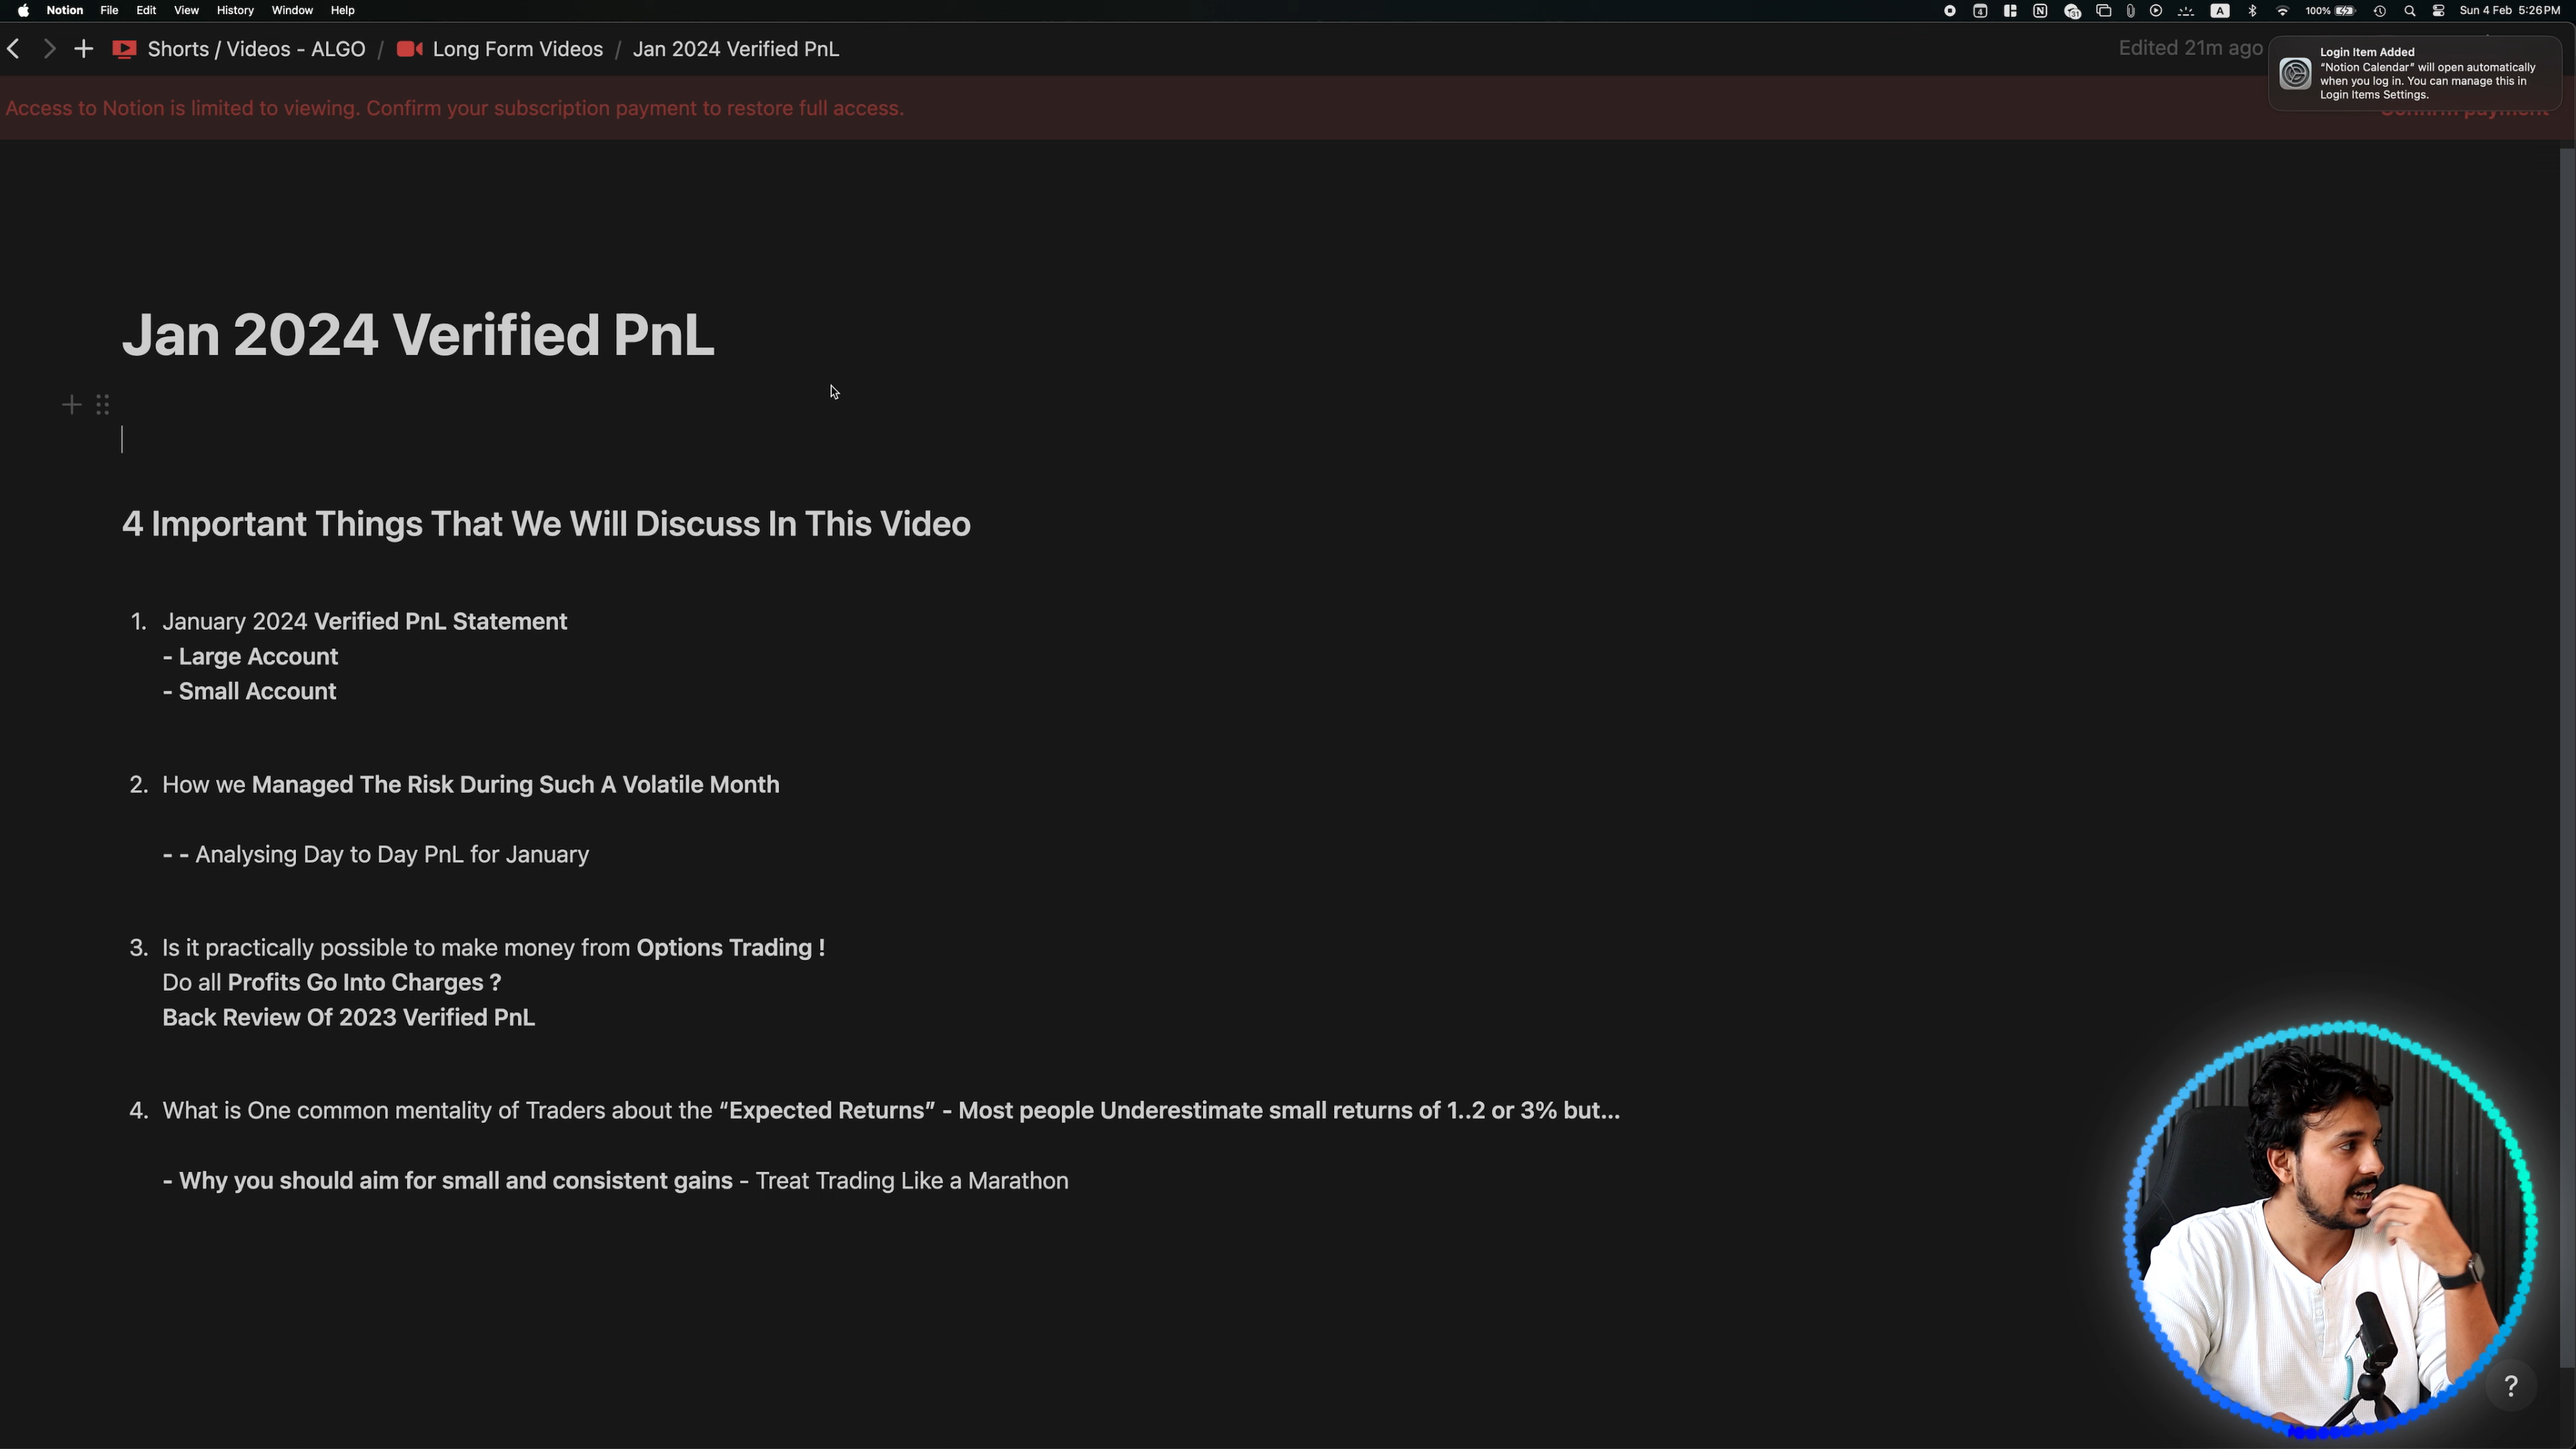 Notion File Edit View History Window Help
4 N 31 A 100% Sun 4 Feb 5:26 PM
Shorts / Videos - ALGO / Long Form Videos / Jan 2024 Verified PnL
Edited 21m ago
Login Item Added
"Notion Calendar" will open automatically
when you log in. You can manage this in
Login Items Settings.
Access to Notion is limited to viewing. Confirm your subscription payment to restore full access.
Confirm payment
Jan 2024 Verified PnL
4 Important Things That We Will Discuss In This Video
1. January 2024 Verified PnL Statement
- Large Account
- Small Account
2. How we Managed The Risk During Such A Volatile Month
- - Analysing Day to Day PnL for January
3. Is it practically possible to make money from Options Trading !
Do all Profits Go Into Charges ?
Back Review Of 2023 Verified PnL
4. What is One common mentality of Traders about the “Expected Returns” - Most people Underestimate small returns of 1..2 or 3% but...
- Why you should aim for small and consistent gains - Treat Trading Like a Marathon
?